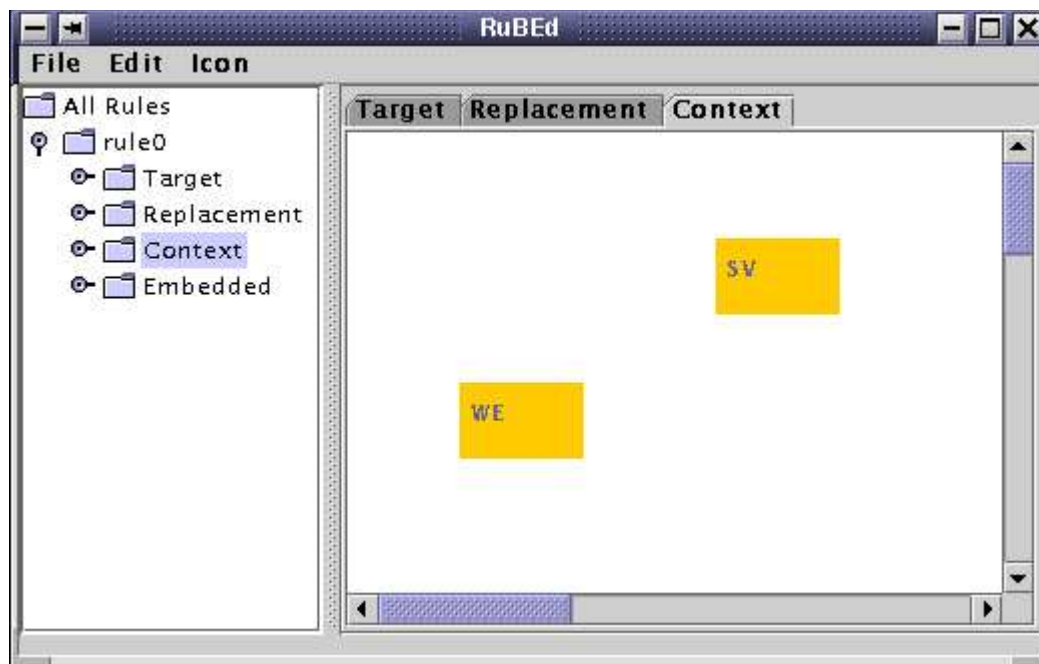 RuBEd
File Edit Icon
All Rules
rule0
Target
Replacement
Context
Embedded
Target Replacement Context
SV
WE